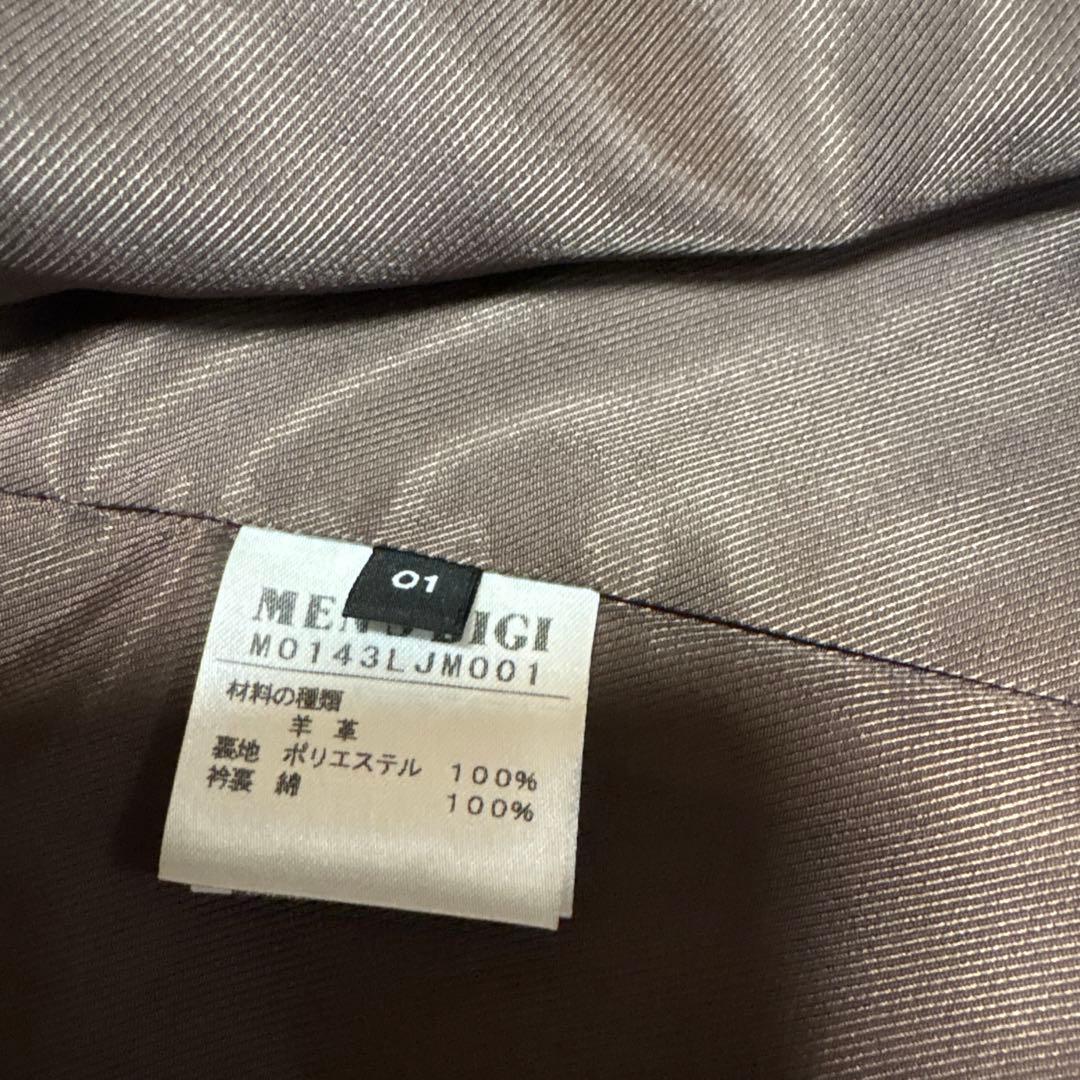 01
MEN'S BIGI
M0143LJM001
材料の種類
羊 革
裏地 ポリエステル 100%
衿裏 綿 100%